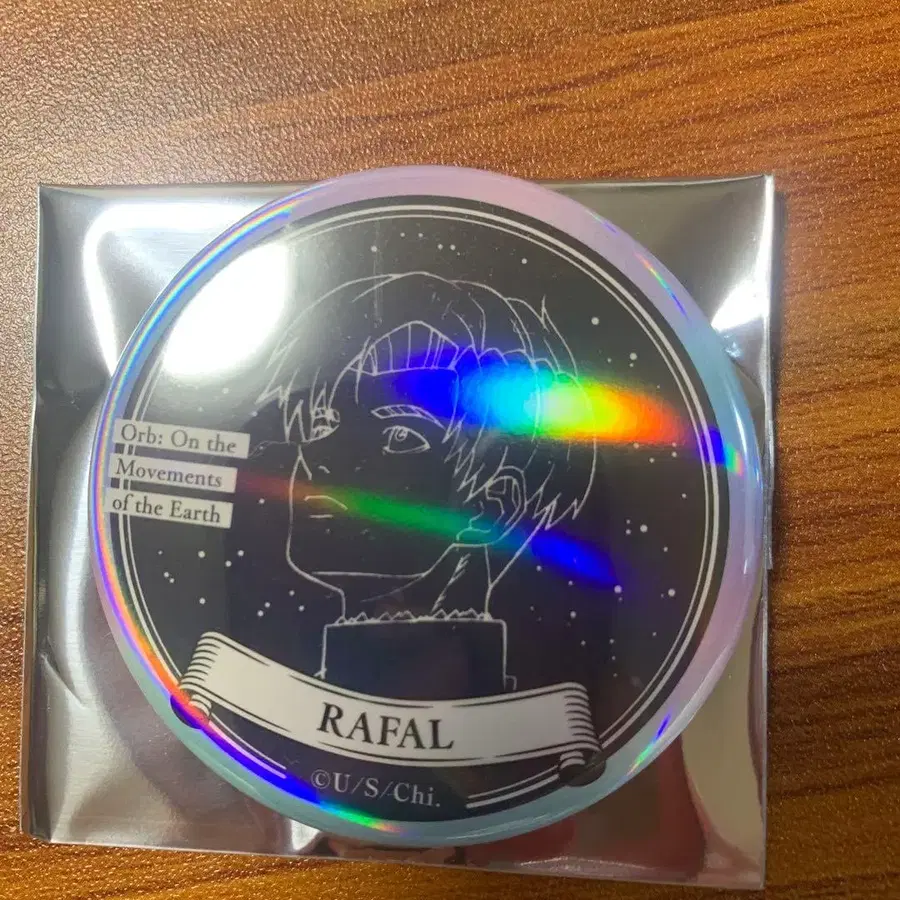 Orb: On the
Movements
of the Earth
RAFAL
©U/S/Chi.